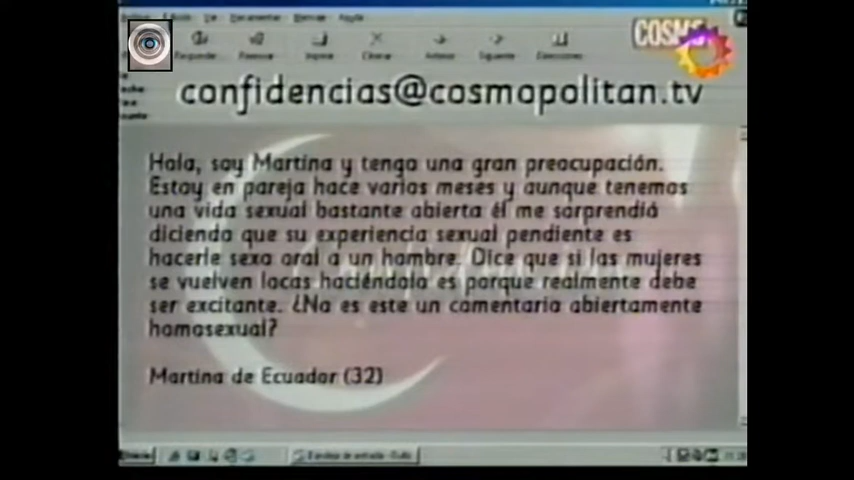 COSMO
confidencias@cosmopolitan.tv
Hola, soy Martina y tengo una gran preocupación.
Estoy en pareja hace varios meses y aunque tenemos
una vida sexual bastante abierta él me sorprendió
diciendo que su experiencia sexual pendiente es
hacerle sexo oral a un hombre. Dice que si las mujeres
se vuelven locas haciéndolo es porque realmente debe
ser excitante. ¿No es este un comentario abiertamente
homosexual?
Martina de Ecuador (32)